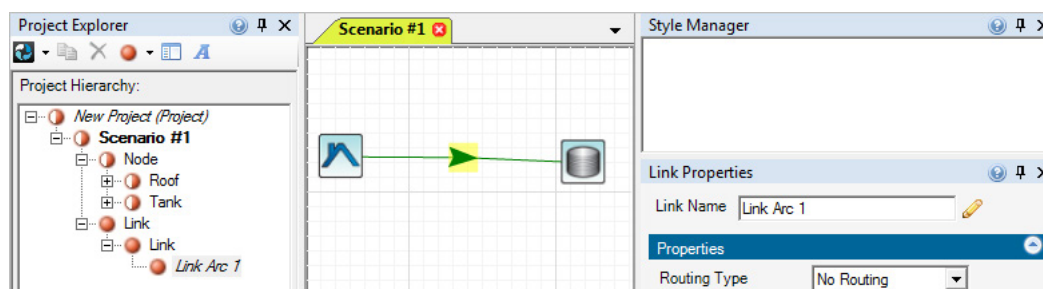 Project Explorer
Project Hierarchy:
New Project (Project)
Scenario #1
Node
Roof
Tank
Link
Link
Link Arc 1
Scenario #1
Style Manager
Link Properties
Link Name Link Arc 1
Properties
Routing Type No Routing